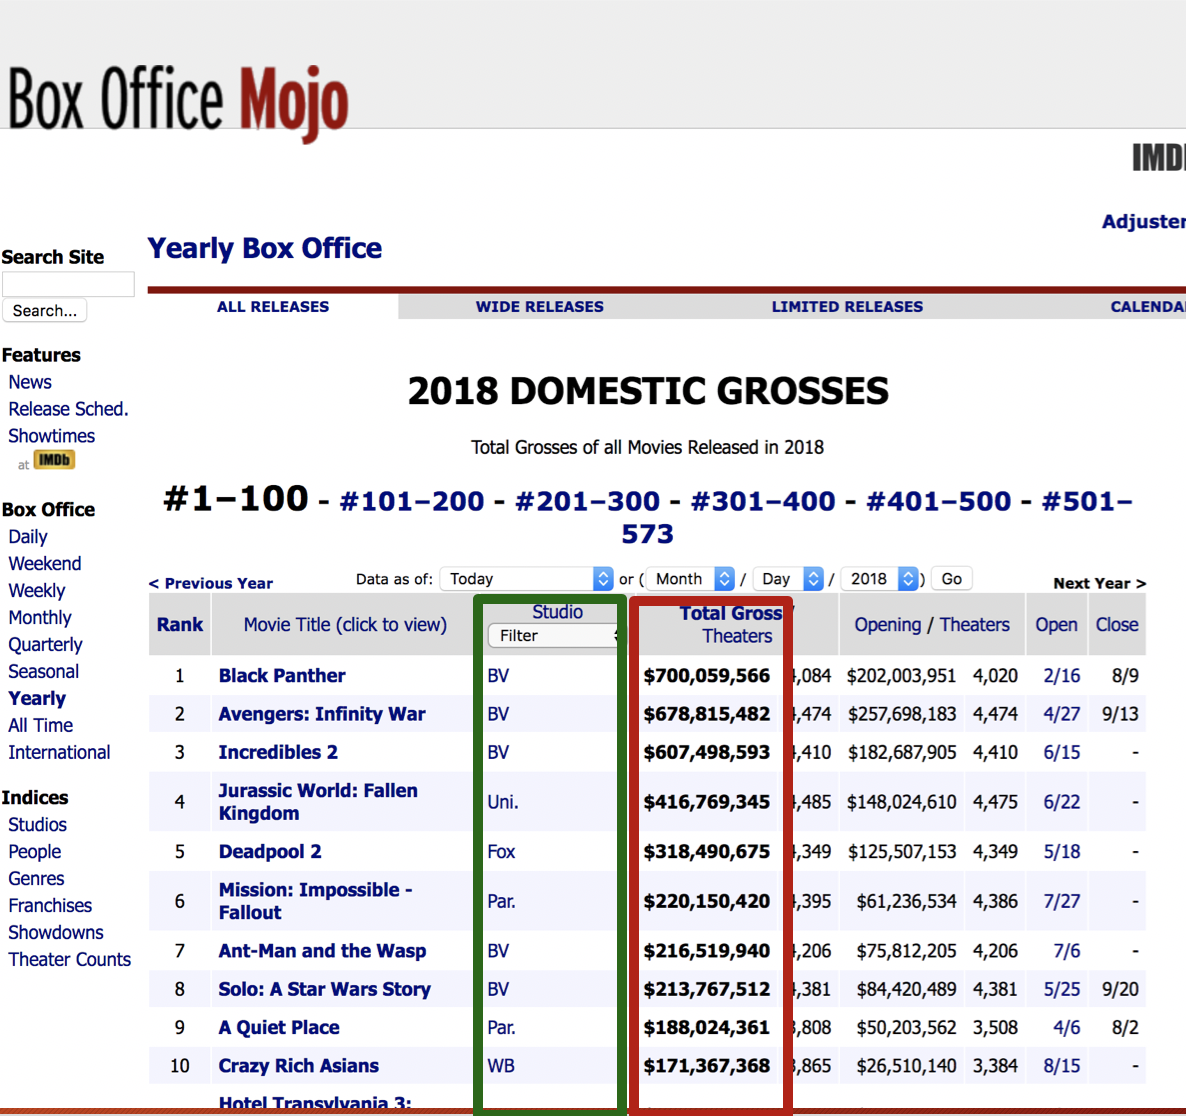 Box Office Mojo
IMD
Adjuster
Search Site
Search...
Features
News
Release Sched.
Showtimes
at IMDb
Box Office
Daily
Weekend
Weekly
Monthly
Quarterly
Seasonal
Yearly
All Time
International
Indices
Studios
People
Genres
Franchises
Showdowns
Theater Counts
Yearly Box Office
ALL RELEASES WIDE RELEASES LIMITED RELEASES CALENDA
2018 DOMESTIC GROSSES
Total Grosses of all Movies Released in 2018
#1–100 - #101–200 - #201–300 - #301–400 - #401–500 - #501–
573
< Previous Year Data as of: Today or ( Month / Day / 2018 ) Go Next Year >
Rank Movie Title (click to view) Studio Filter Total Gross / Theaters Opening / Theaters Open Close
1 Black Panther BV $700,059,566 4,084 $202,003,951 4,020 2/16 8/9
2 Avengers: Infinity War BV $678,815,482 4,474 $257,698,183 4,474 4/27 9/13
3 Incredibles 2 BV $607,498,593 4,410 $182,687,905 4,410 6/15 -
4 Jurassic World: Fallen
Kingdom Uni. $416,769,345 4,485 $148,024,610 4,475 6/22 -
5 Deadpool 2 Fox $318,490,675 4,349 $125,507,153 4,349 5/18 -
6 Mission: Impossible -
Fallout Par. $220,150,420 4,395 $61,236,534 4,386 7/27 -
7 Ant-Man and the Wasp BV $216,519,940 4,206 $75,812,205 4,206 7/6 -
8 Solo: A Star Wars Story BV $213,767,512 4,381 $84,420,489 4,381 5/25 9/20
9 A Quiet Place Par. $188,024,361 3,808 $50,203,562 3,508 4/6 8/2
10 Crazy Rich Asians WB $171,367,368 3,865 $26,510,140 3,384 8/15 -
Hotel Transylvania 3: